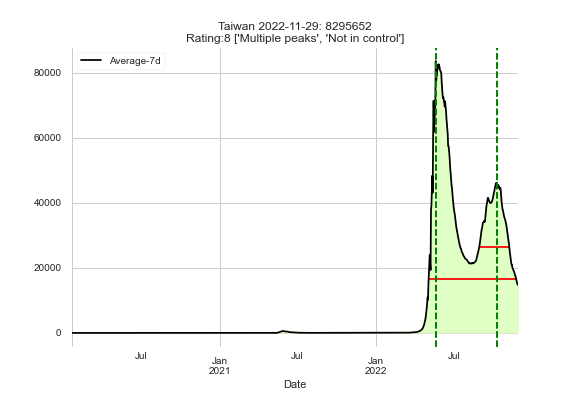 Taiwan 2022-11-29: 8295652
Rating:8 ['Multiple peaks', 'Not in control']
Average-7d
80000
60000
40000
20000
0
Jul
Jan
2021
Jul
Jan
2022
Jul
Date